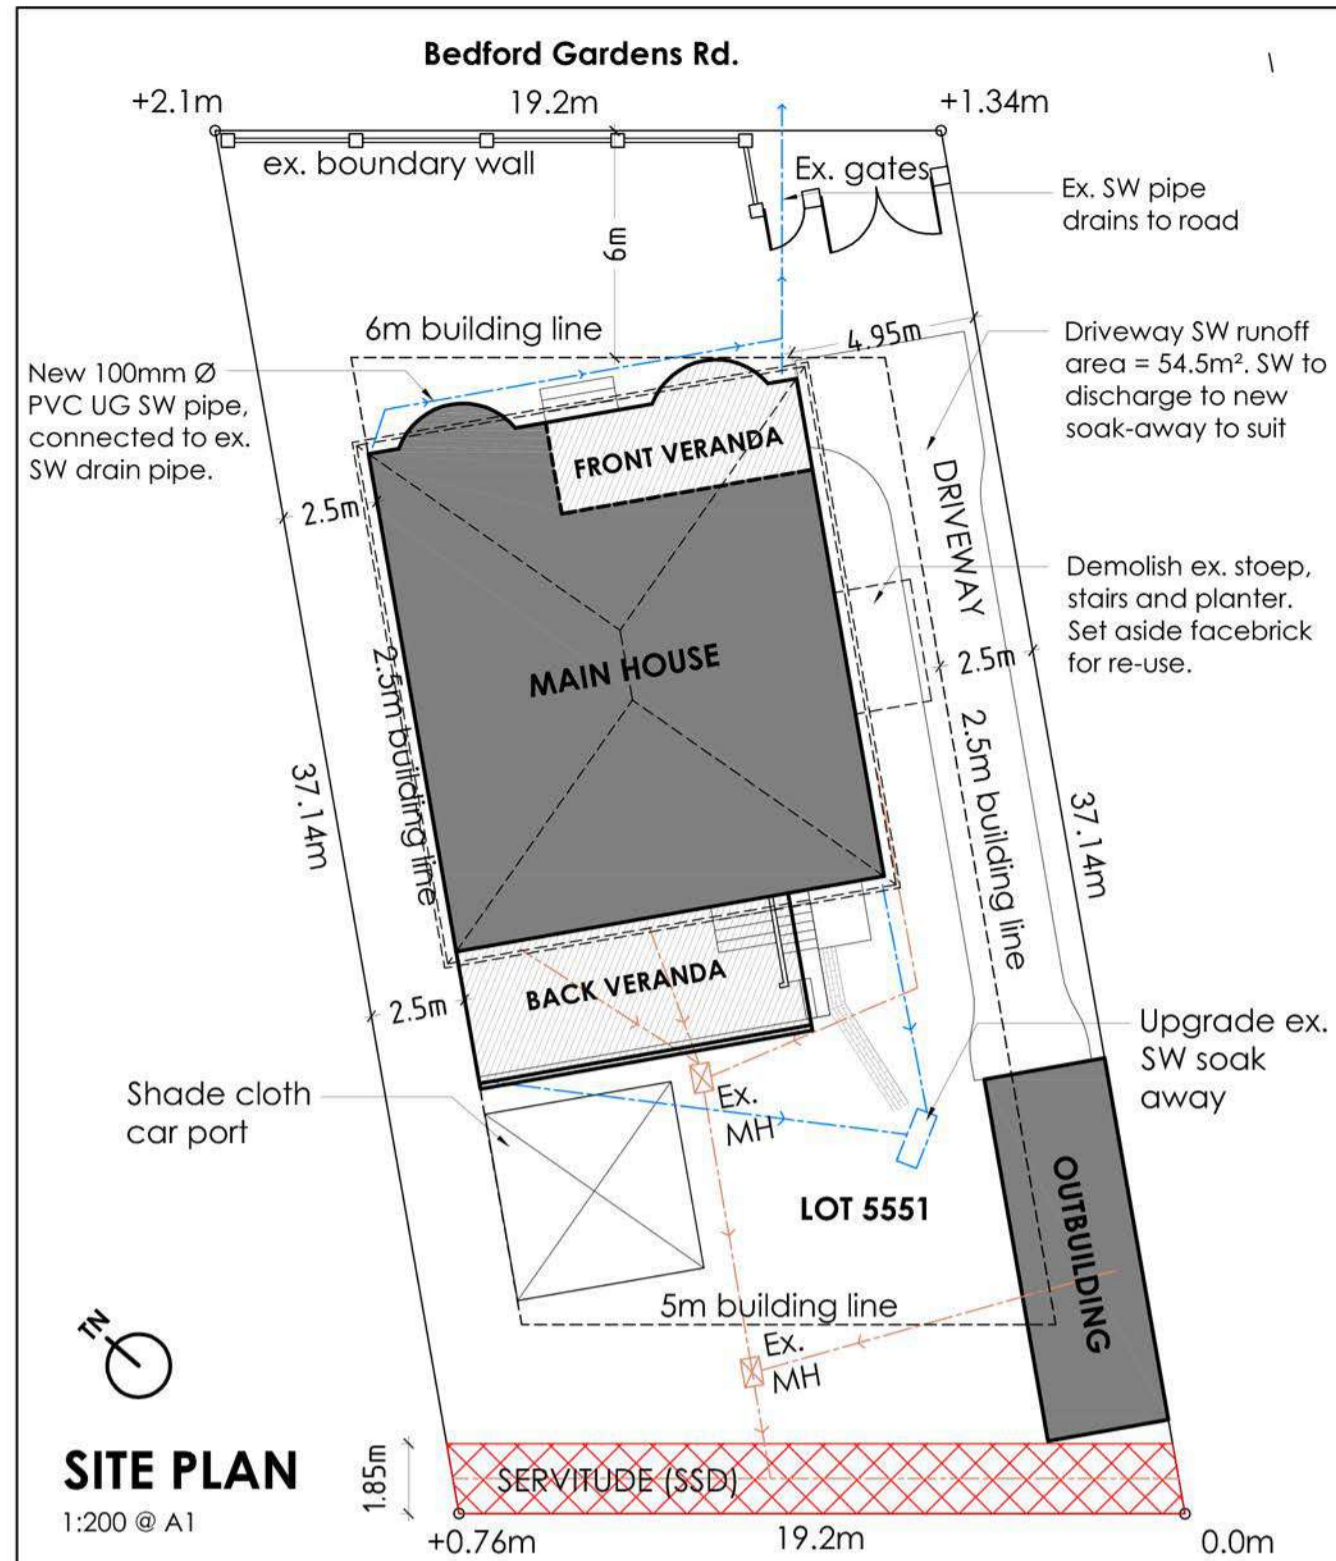 Bedford Gardens Rd.
+2.1m
19.2m
+1.34m
ex. boundary wall
Ex. gates
Ex. SW pipe
drains to road
6m
6m building line
4.95m
New 100mm Ø
PVC UG SW pipe,
connected to ex.
SW drain pipe.
Driveway SW runoff
area = 54.5m². SW to
discharge to new
soak-away to suit
FRONT VERANDA
DRIVEWAY
2.5m
Demolish ex. stoep,
stairs and planter.
Set aside facebrick
for re-use.
MAIN HOUSE
2.5m
2.5m building line
2.5m building line
37.14m
37.14m
BACK VERANDA
2.5m
Upgrade ex.
SW soak
away
Shade cloth
car port
Ex.
MH
LOT 5551
OUTBUILDING
5m building line
Ex.
MH
TN
SITE PLAN
1:200 @ A1
1.85m
SERVITUDE (SSD)
+0.76m
19.2m
0.0m